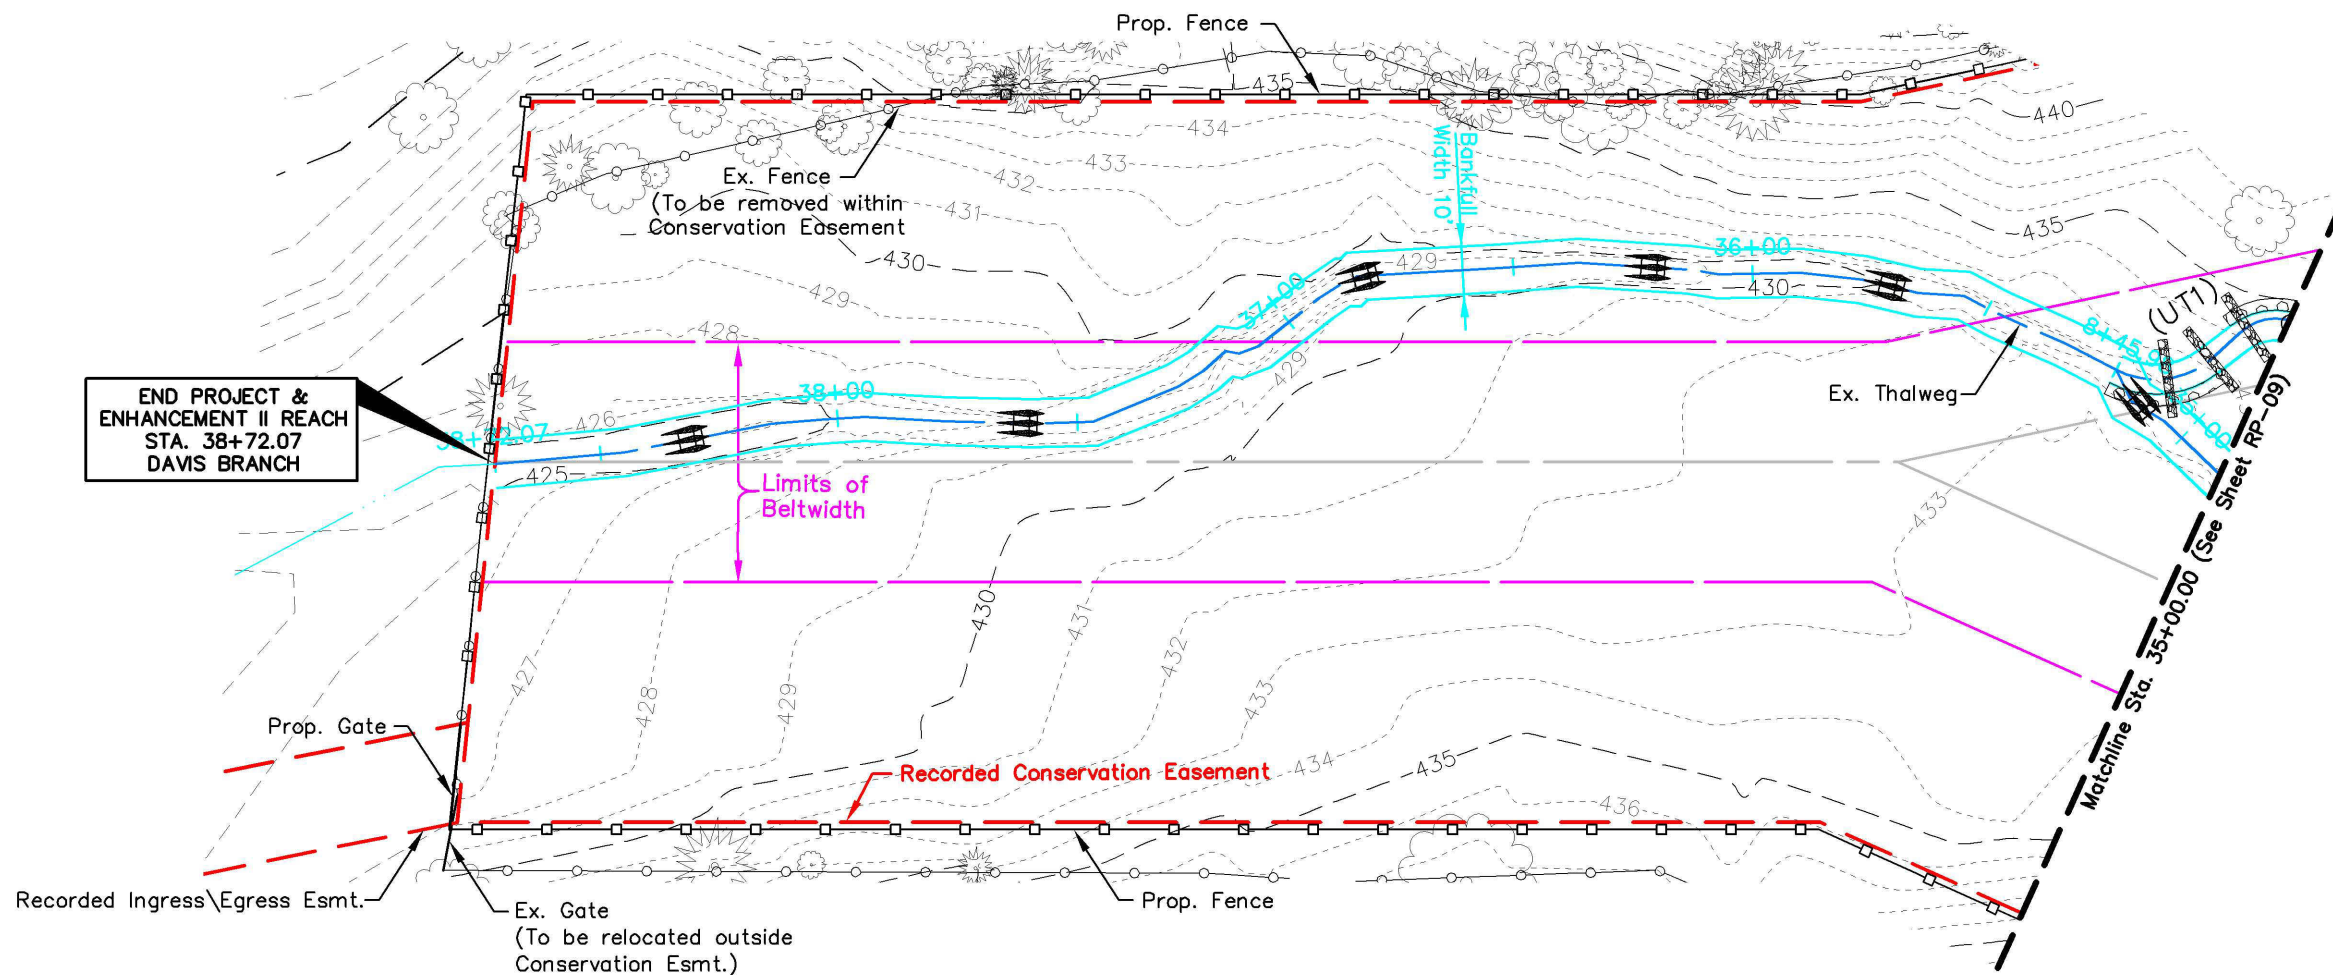 Prop. Fence
435
440
434
433
432
431
430
429
428
Ex. Fence
(To be removed within
Conservation Easement
Bankfull
Width 10'
429
36+00
430
435
37+00
(UT1)
8+45.9
Ex. Thalweg
END PROJECT &
ENHANCEMENT II REACH
STA. 38+72.07
DAVIS BRANCH
38+72.07
426
425
38+00
429
Limits of
Beltwidth
433
Matchline Sta. 35+00.00 (See Sheet RP-09)
427
428
429
430
431
432
433
434
435
436
Prop. Gate
Recorded Conservation Easement
Recorded Ingress\Egress Esmt.
Ex. Gate
(To be relocated outside
Conservation Esmt.)
Prop. Fence